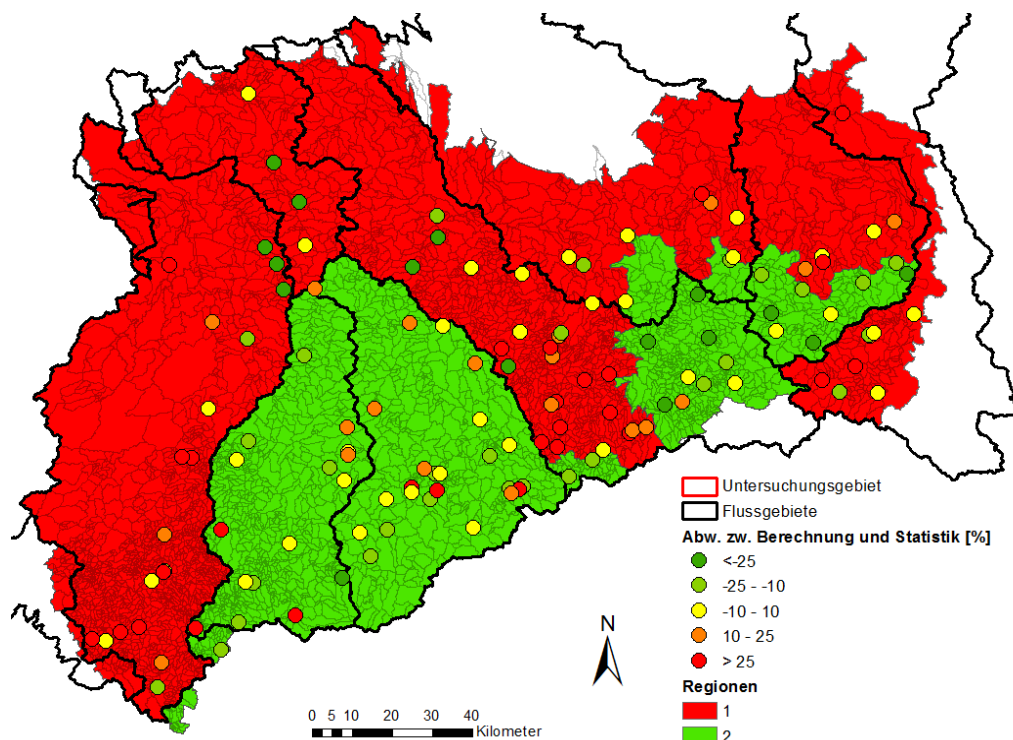 Untersuchungsgebiet
Flussgebiete
Abw. zw. Berechnung und Statistik [%]
<-25
-25 - -10
-10 - 10
10 - 25
> 25
Regionen
1
2
N
0 5 10 20 30 40
Kilometer